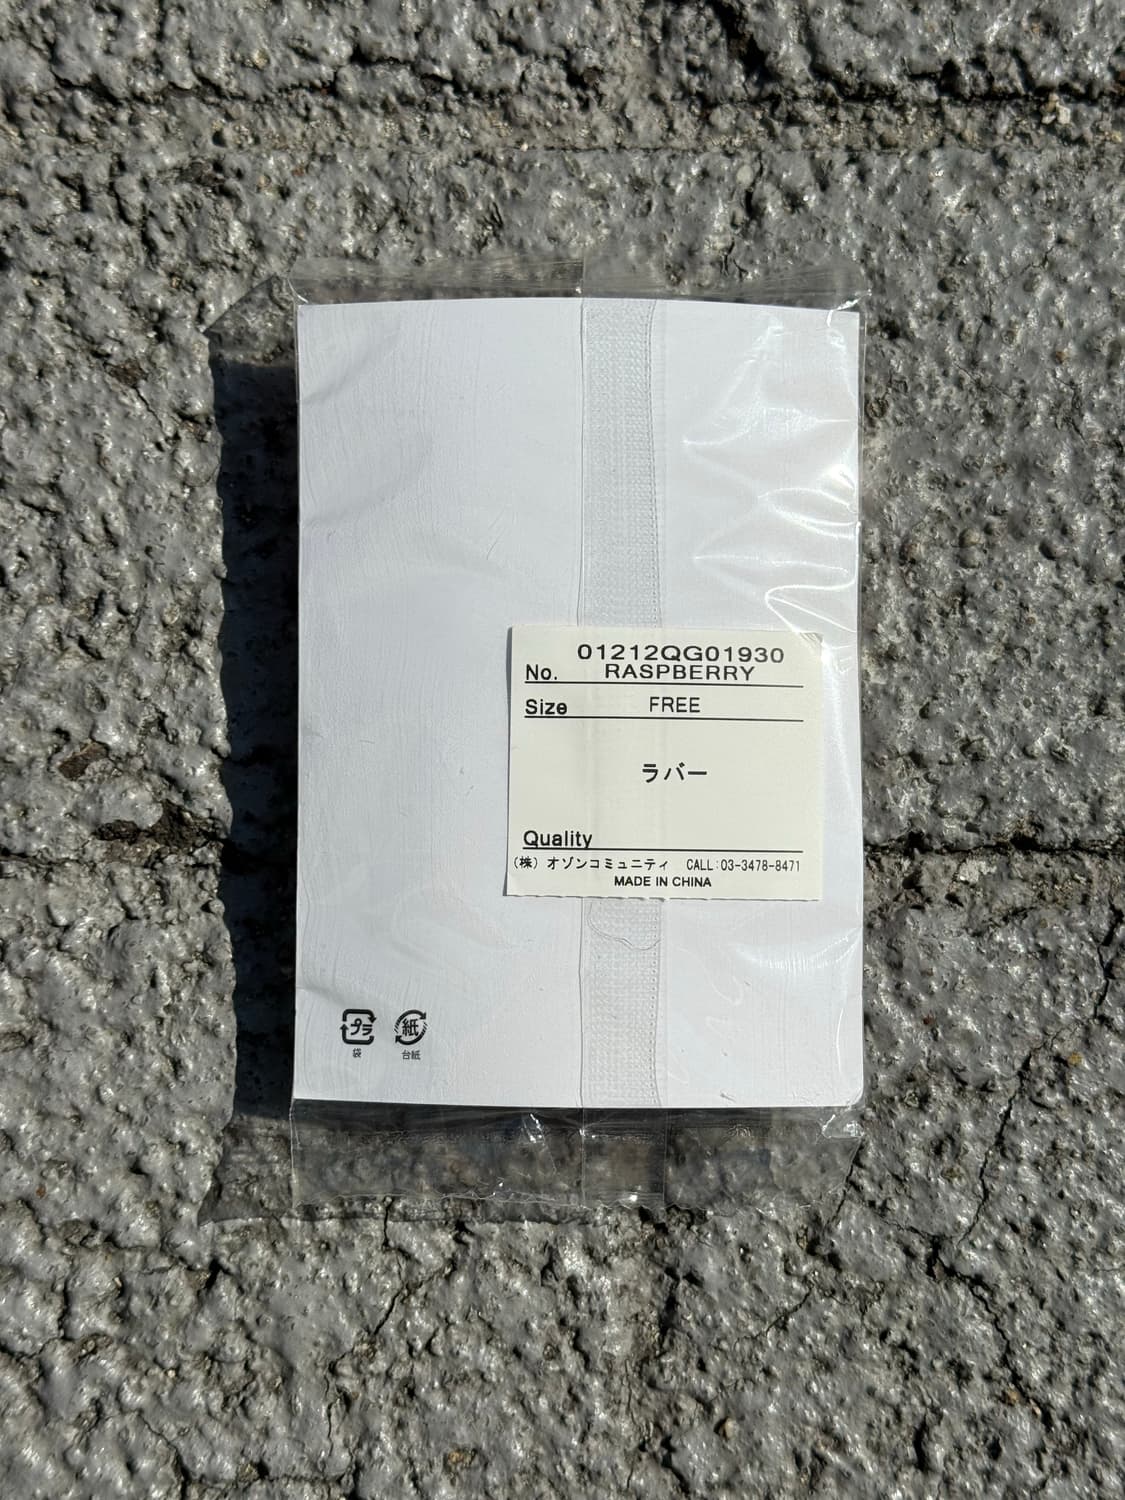 01212QG01930
No. RASPBERRY
Size FREE
ラバー
Quality
(株) オゾンコミュニティ CALL:03-3478-8471
MADE IN CHINA
プラ 紙
袋 台紙